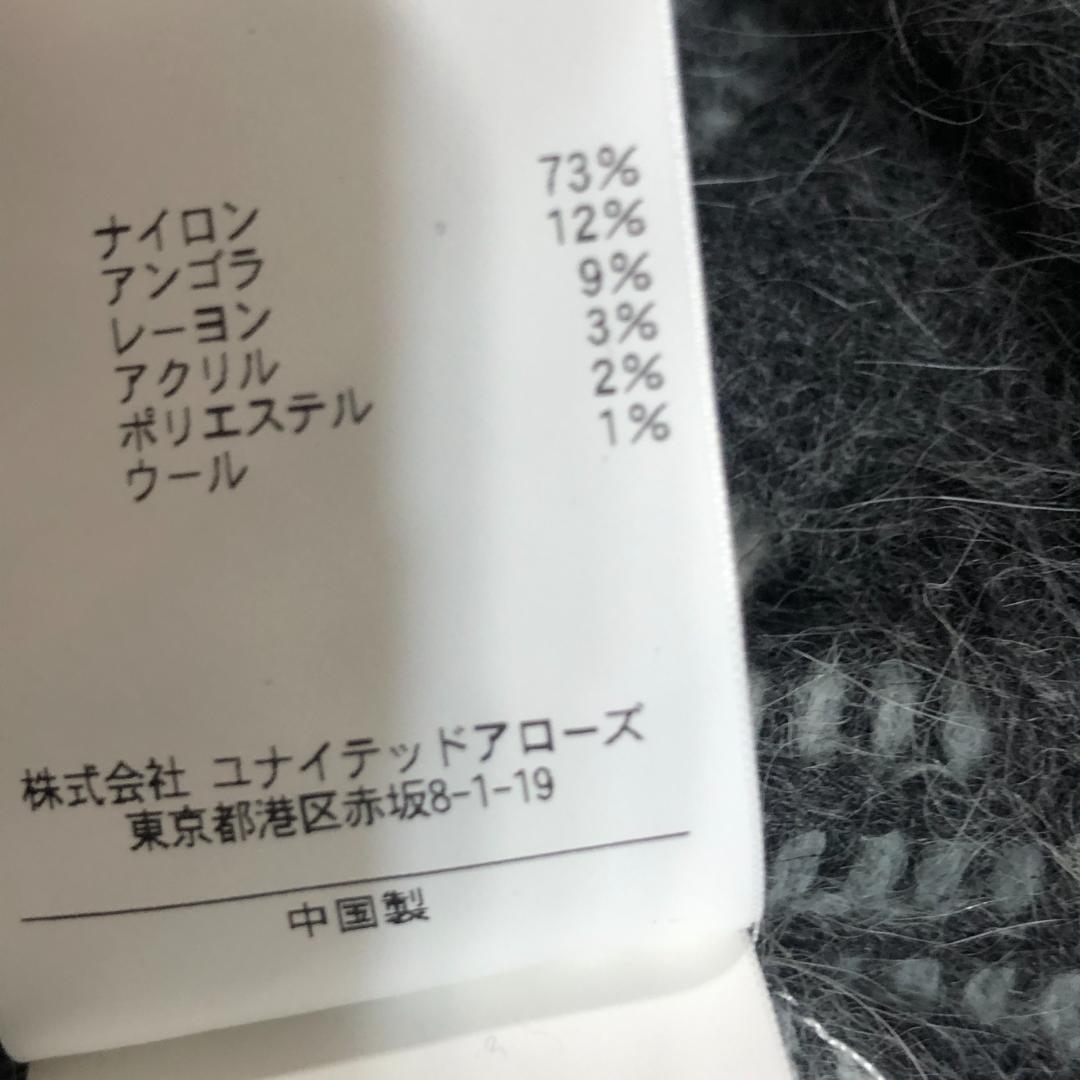 ナイロン 73%
アンゴラ 12%
レーヨン 9%
アクリル 3%
ポリエステル 2%
ウール 1%
株式会社 ユナイテッドアローズ
東京都港区赤坂8-1-19
中国製